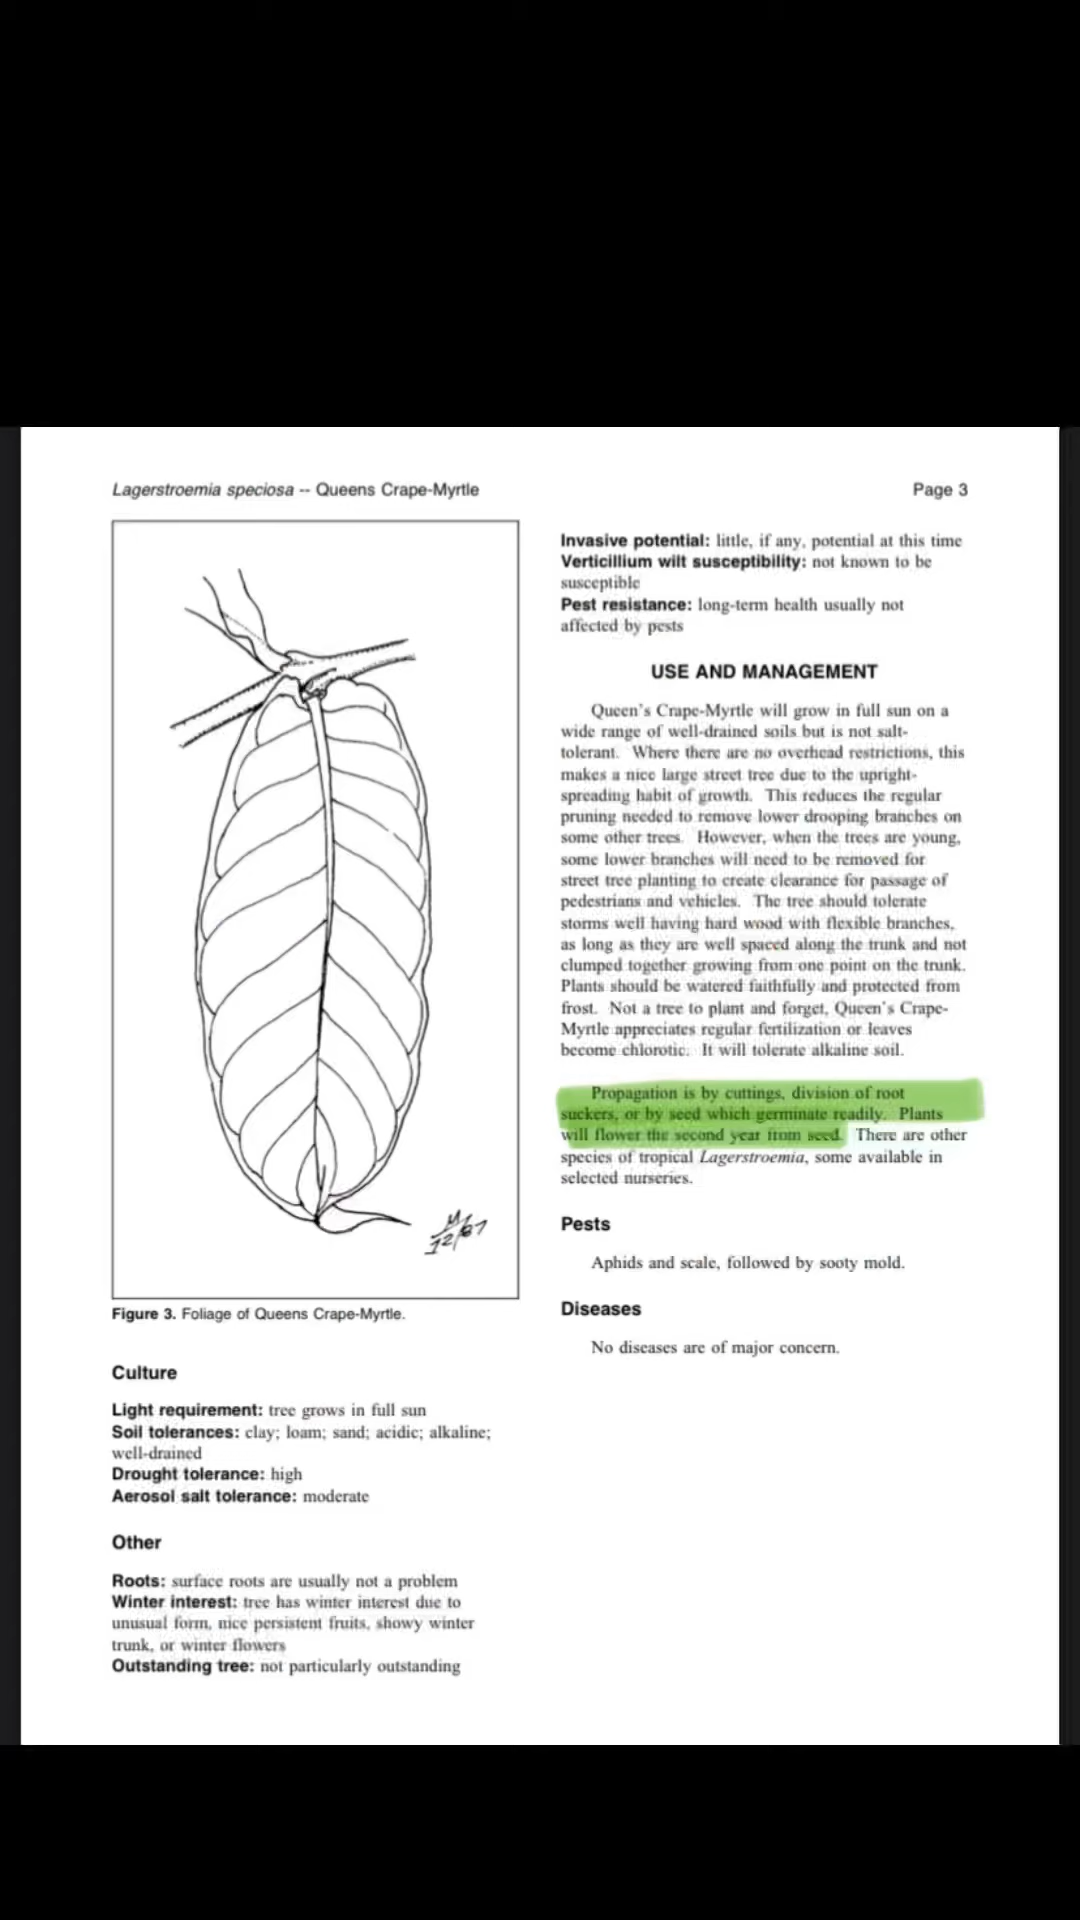 Lagerstroemia speciosa -- Queens Crape-Myrtle
Page 3
M
12/87
Figure 3. Foliage of Queens Crape-Myrtle.
Culture
Light requirement: tree grows in full sun
Soil tolerances: clay; loam; sand; acidic; alkaline;
well-drained
Drought tolerance: high
Aerosol salt tolerance: moderate
Other
Roots: surface roots are usually not a problem
Winter interest: tree has winter interest due to
unusual form, nice persistent fruits, showy winter
trunk, or winter flowers
Outstanding tree: not particularly outstanding
Invasive potential: little, if any, potential at this time
Verticillium wilt susceptibility: not known to be
susceptible
Pest resistance: long-term health usually not
affected by pests
USE AND MANAGEMENT
Queen's Crape-Myrtle will grow in full sun on a
wide range of well-drained soils but is not salt-
tolerant. Where there are no overhead restrictions, this
makes a nice large street tree due to the upright-
spreading habit of growth. This reduces the regular
pruning needed to remove lower drooping branches on
some other trees. However, when the trees are young,
some lower branches will need to be removed for
street tree planting to create clearance for passage of
pedestrians and vehicles. The tree should tolerate
storms well having hard wood with flexible branches,
as long as they are well spaced along the trunk and not
clumped together growing from one point on the trunk.
Plants should be watered faithfully and protected from
frost. Not a tree to plant and forget, Queen's Crape-
Myrtle appreciates regular fertilization or leaves
become chlorotic. It will tolerate alkaline soil.
Propagation is by cuttings, division of root
suckers, or by seed which germinate readily. Plants
will flower the second year from seed. There are other
species of tropical Lagerstroemia, some available in
selected nurseries.
Pests
Aphids and scale, followed by sooty mold.
Diseases
No diseases are of major concern.